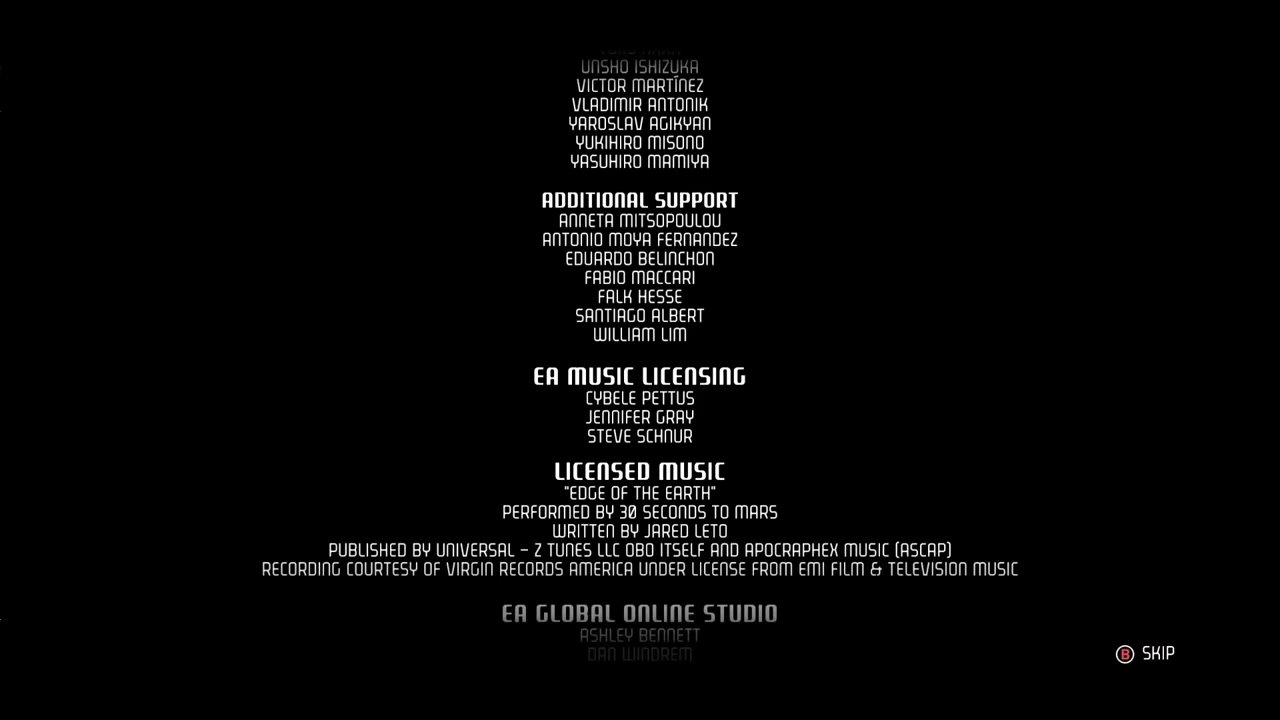 UNSHO ISHIZUKA
VICTOR MARTÍNEZ
VLADIMIR ANTONIK
YAROSLAV AGIKYAN
YUKIHIRO MISONO
YASUHIRO MAMIYA
ADDITIONAL SUPPORT
ANNETA MITSOPOULOU
ANTONIO MOYA FERNANDEZ
EDUARDO BELINCHON
FABIO MACCARI
FALK HESSE
SANTIAGO ALBERT
WILLIAM LIM
EA MUSIC LICENSING
CYBELE PETTUS
JENNIFER GRAY
STEVE SCHNUR
LICENSED MUSIC
"EDGE OF THE EARTH"
PERFORMED BY 30 SECONDS TO MARS
WRITTEN BY JARED LETO
PUBLISHED BY UNIVERSAL – Z TUNES LLC OBO ITSELF AND APOCRAPHEX MUSIC (ASCAP)
RECORDING COURTESY OF VIRGIN RECORDS AMERICA UNDER LICENSE FROM EMI FILM & TELEVISION MUSIC
EA GLOBAL ONLINE STUDIO
ASHLEY BENNETT
DAN WINDREM
B SKIP